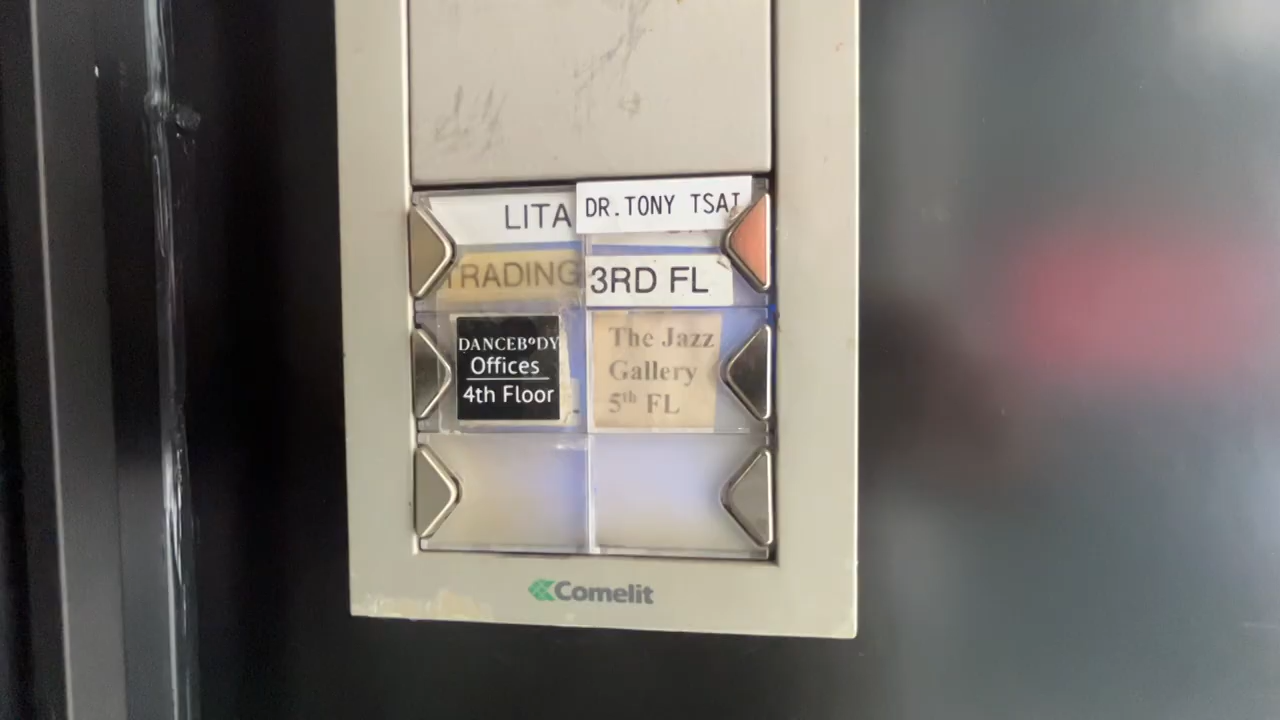 LITA
TRADING
DR.TONY TSAI
3RD FL
DANCEBODY
Offices
4th Floor
The Jazz
Gallery
5th FL
Comelit